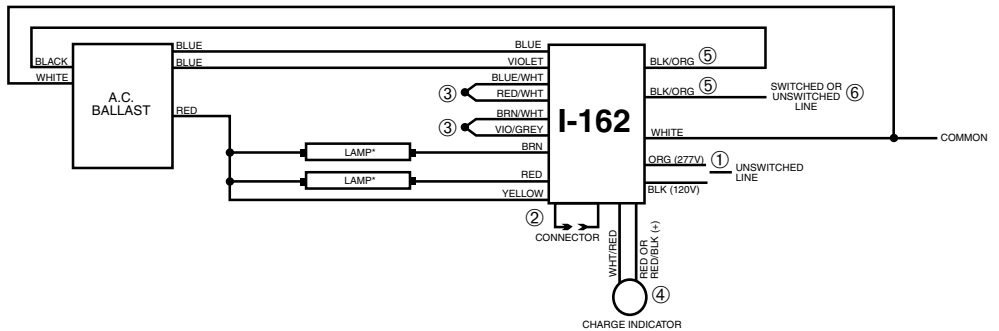 BLACK
WHITE
A.C.
BALLAST
BLUE
BLUE
RED
BLUE
VIOLET
BLUE/WHT
③
RED/WHT
BRN/WHT
③
VIO/GREY
BRN
LAMP*
RED
LAMP*
YELLOW
I-162
BLK/ORG ⑤
BLK/ORG ⑤
SWITCHED OR
UNSWITCHED ⑥
LINE
WHITE
COMMON
ORG (277V) ①
UNSWITCHED
LINE
BLK (120V)
②
CONNECTOR
WHT/RED
RED OR
RED/BLK (+)
④
CHARGE INDICATOR